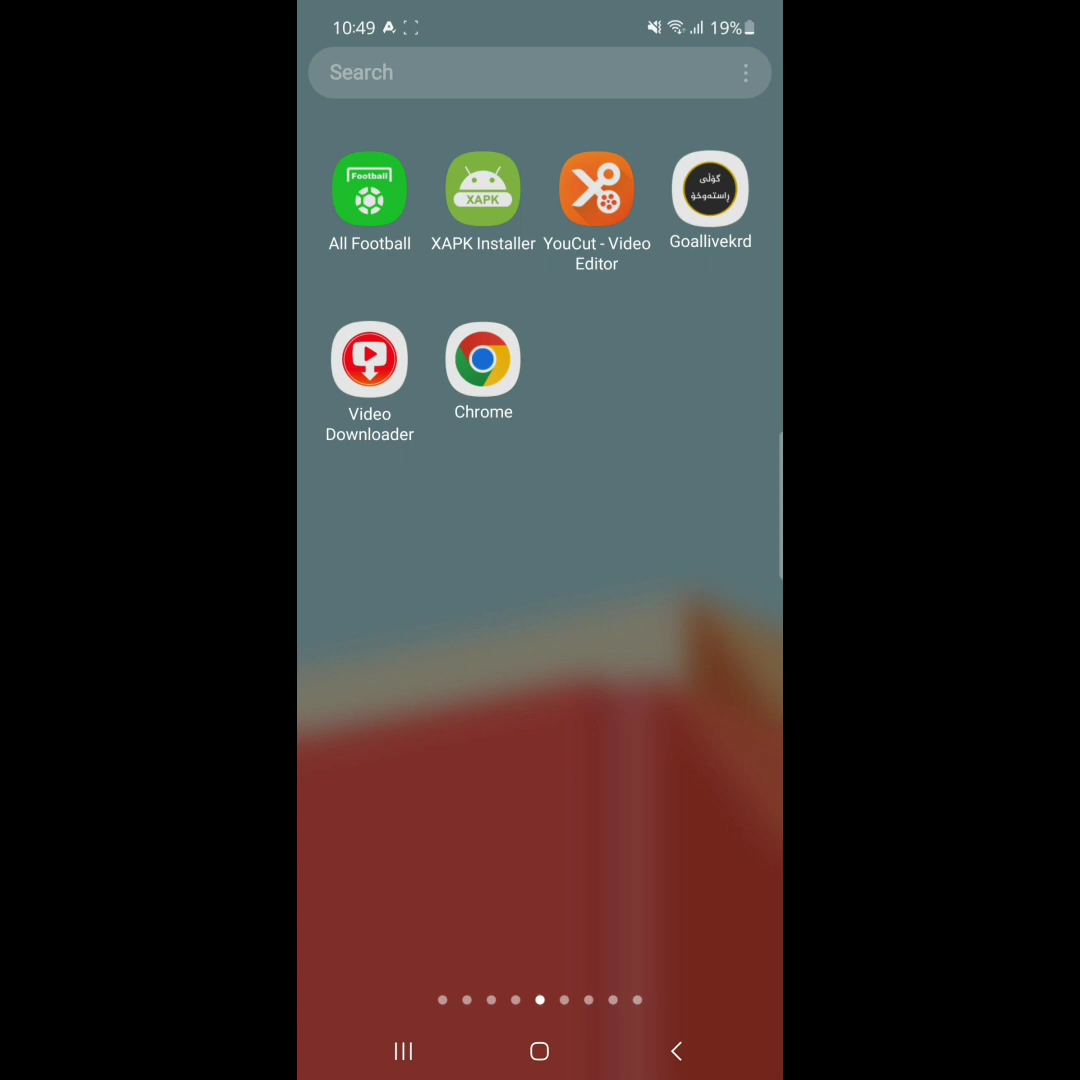 10:49
19%
Search
Football
XAPK
گۆڵی
ڕاستەوخۆ
All Football
XAPK Installer
YouCut - Video
Editor
Goallivekrd
Video
Downloader
Chrome